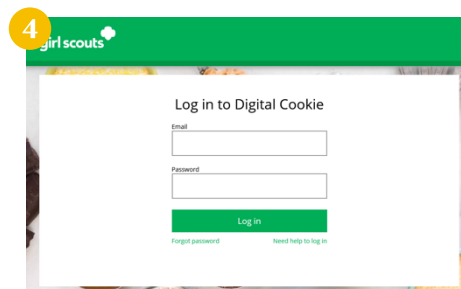 4
girl scouts
Log in to Digital Cookie
Email
Password
Log in
Forgot password Need help to log in